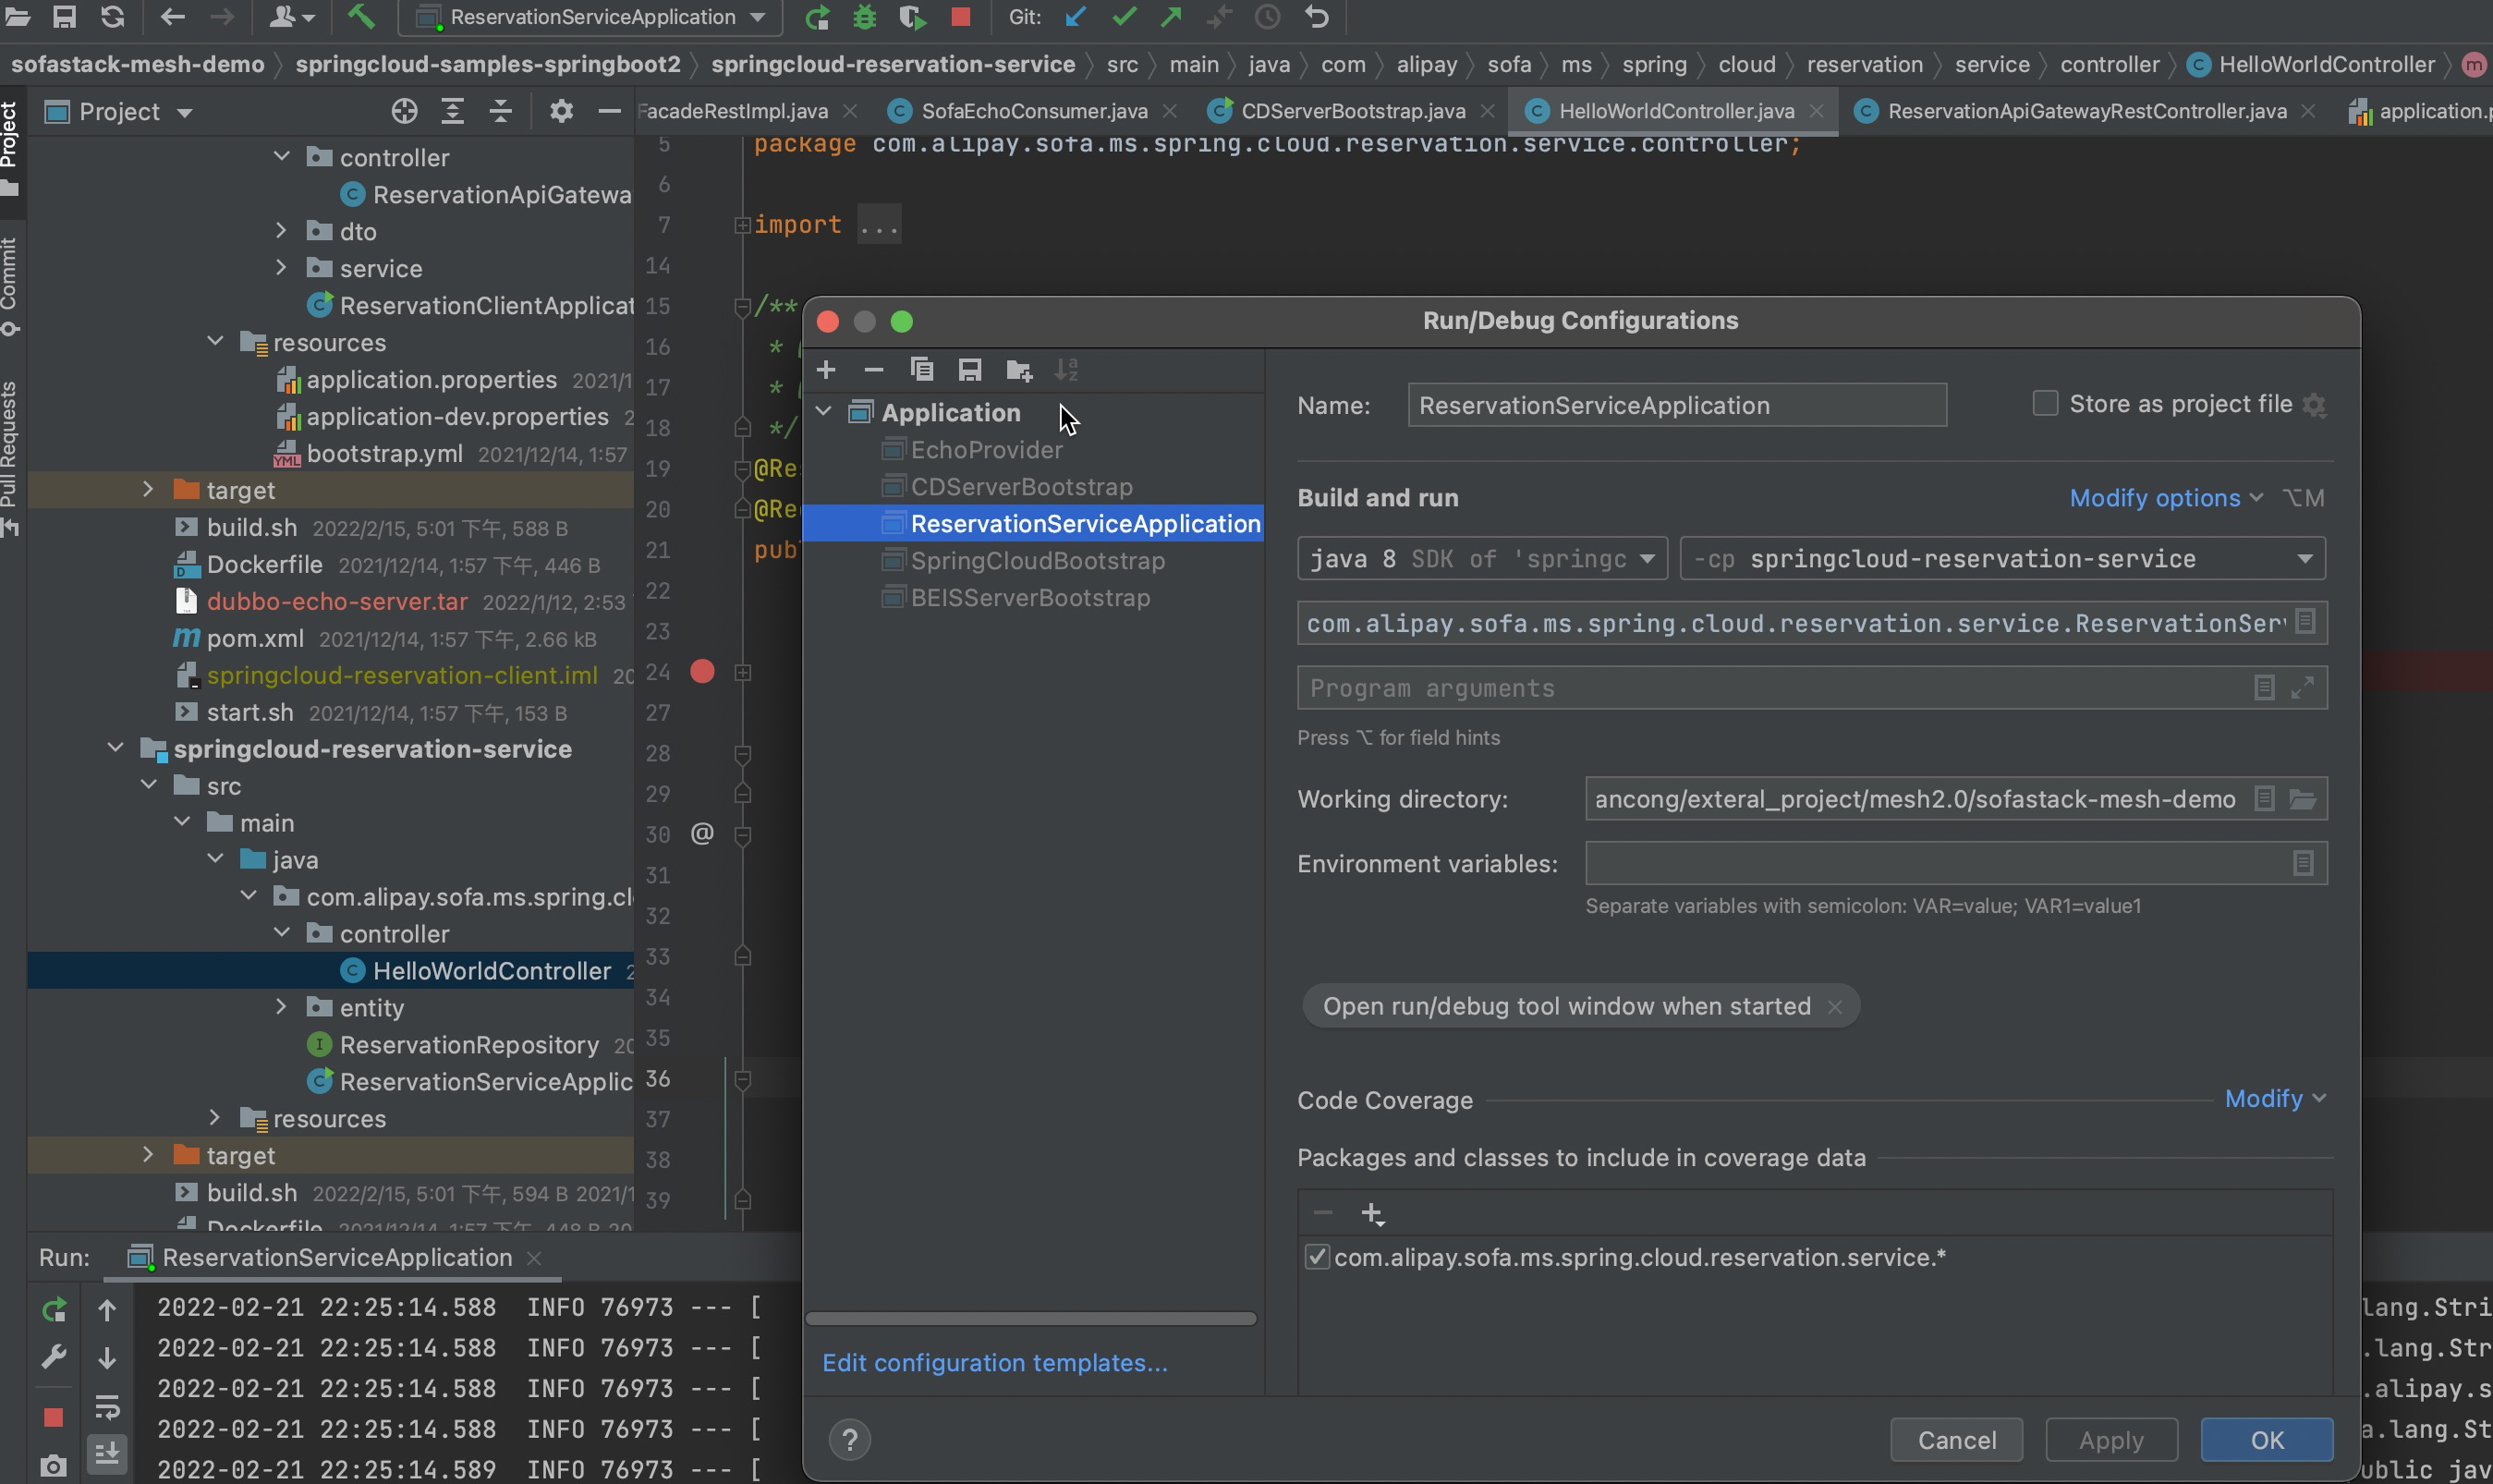 ReservationServiceApplication
Git:
sofastack-mesh-demo springcloud-samples-springboot2 springcloud-reservation-service src main java com alipay sofa ms spring cloud reservation service controller HelloWorldController
Project
FacadeRestImpl.java SofaEchoConsumer.java CDServerBootstrap.java HelloWorldController.java ReservationApiGatewayRestController.java application.
Project
Commit
Pull Requests
controller
ReservationApiGatewa
dto
service
ReservationClientApplicat
resources
application.properties 2021/1
application-dev.properties 2
bootstrap.yml 2021/12/14, 1:57
target
build.sh 2022/2/15, 5:01 下午, 588 B
Dockerfile 2021/12/14, 1:57 下午, 446 B
dubbo-echo-server.tar 2022/1/12, 2:53
pom.xml 2021/12/14, 1:57 下午, 2.66 kB
springcloud-reservation-client.iml 20
start.sh 2021/12/14, 1:57 下午, 153 B
springcloud-reservation-service
src
main
java
com.alipay.sofa.ms.spring.cl
controller
HelloWorldController 2
entity
ReservationRepository 20
ReservationServiceApplic
resources
target
build.sh 2022/2/15, 5:01 下午, 594 B 2021/1
Dockerfile 2021/12/14, 1:57 下午, 448 B 20
5 package com.alipay.sofa.ms.spring.cloud.reservation.service.controller;
6
7 import ...
14
15 /**
16 *
17 *
18 */
19 @Re
20 @Re
21 pub
22
23
24
27
28
29
30 @
31
32
33
34
35
36
37
38
39
Run/Debug Configurations
Application
EchoProvider
CDServerBootstrap
ReservationServiceApplication
SpringCloudBootstrap
BEISServerBootstrap
Edit configuration templates...
Name: ReservationServiceApplication Store as project file
Build and run Modify options ⌥M
java 8 SDK of 'springc -cp springcloud-reservation-service
com.alipay.sofa.ms.spring.cloud.reservation.service.ReservationSer
Program arguments
Press ⌥ for field hints
Working directory: ancong/exteral_project/mesh2.0/sofastack-mesh-demo
Environment variables:
Separate variables with semicolon: VAR=value; VAR1=value1
Open run/debug tool window when started
Code Coverage Modify
Packages and classes to include in coverage data
com.alipay.sofa.ms.spring.cloud.reservation.service.*
? Cancel Apply OK
Run: ReservationServiceApplication
2022-02-21 22:25:14.588 INFO 76973 --- [ lang.Stri
2022-02-21 22:25:14.588 INFO 76973 --- [ .lang.Str
2022-02-21 22:25:14.588 INFO 76973 --- [ .alipay.s
2022-02-21 22:25:14.588 INFO 76973 --- [ a.lang.St
2022-02-21 22:25:14.589 INFO 76973 --- [ ublic jav